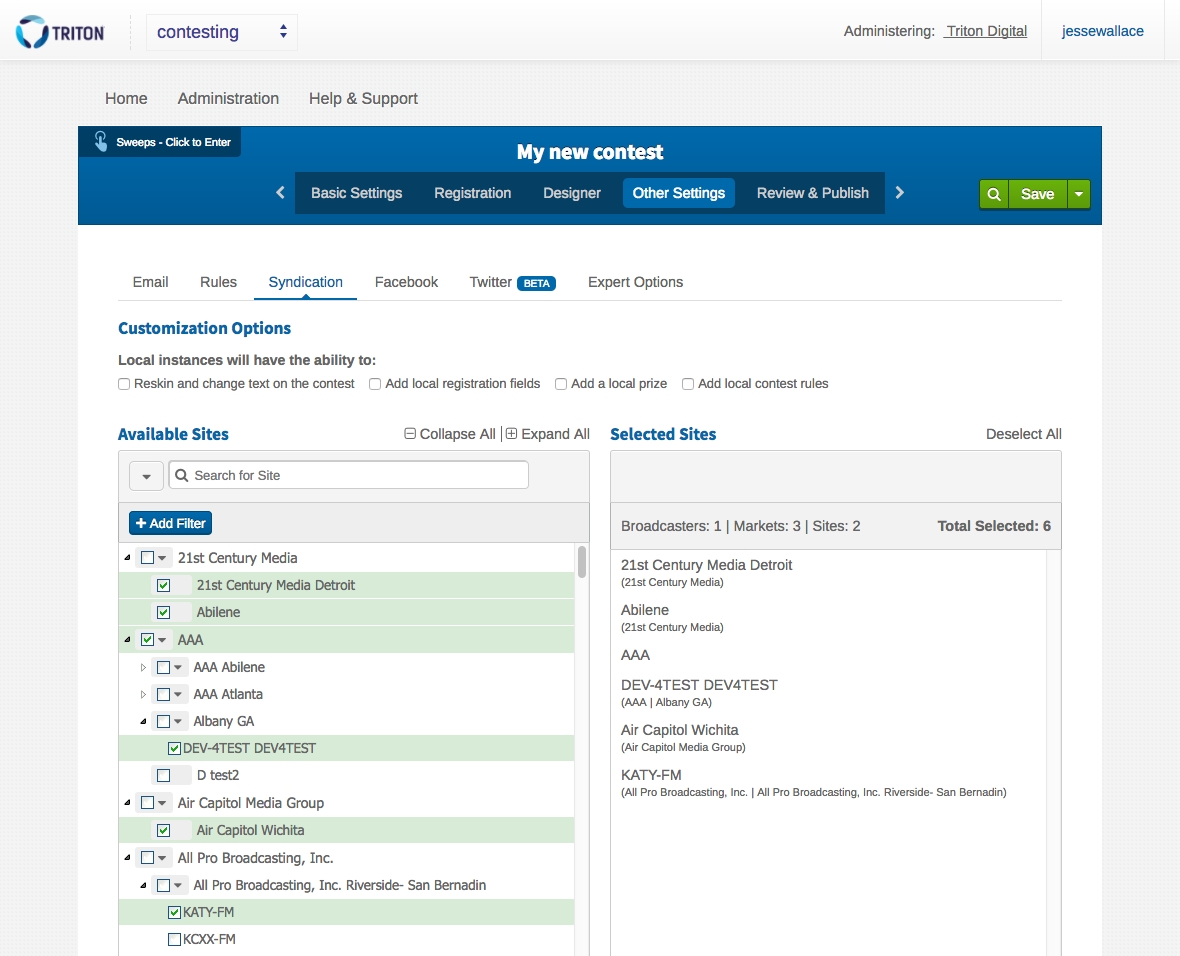 TRITON
contesting
Administering: Triton Digital
jessewallace
Home
Administration
Help & Support
Sweeps - Click to Enter
My new contest
Basic Settings
Registration
Designer
Other Settings
Review & Publish
Save
Email
Rules
Syndication
Facebook
Twitter BETA
Expert Options
Customization Options
Local instances will have the ability to:
Reskin and change text on the contest
Add local registration fields
Add a local prize
Add local contest rules
Available Sites
Collapse All | Expand All
Search for Site
+ Add Filter
21st Century Media
21st Century Media Detroit
Abilene
AAA
AAA Abilene
AAA Atlanta
Albany GA
DEV-4TEST DEV4TEST
D test2
Air Capitol Media Group
Air Capitol Wichita
All Pro Broadcasting, Inc.
All Pro Broadcasting, Inc. Riverside- San Bernadin
KATY-FM
KCXX-FM
Selected Sites
Deselect All
Broadcasters: 1 | Markets: 3 | Sites: 2
Total Selected: 6
21st Century Media Detroit
(21st Century Media)
Abilene
(21st Century Media)
AAA
DEV-4TEST DEV4TEST
(AAA | Albany GA)
Air Capitol Wichita
(Air Capitol Media Group)
KATY-FM
(All Pro Broadcasting, Inc. | All Pro Broadcasting, Inc. Riverside- San Bernadin)